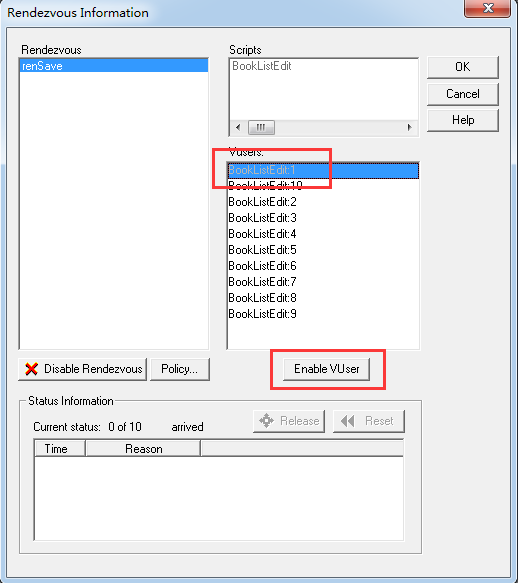 Rendezvous Information
Rendezvous
renSave
Scripts
BookListEdit
OK
Cancel
Help
Vusers:
BookListEdit:1
BookListEdit:10
BookListEdit:2
BookListEdit:3
BookListEdit:4
BookListEdit:5
BookListEdit:6
BookListEdit:7
BookListEdit:8
BookListEdit:9
Disable Rendezvous
Policy...
Enable VUser
Status Information
Current status: 0 of 10 arrived
Release
Reset
Time Reason